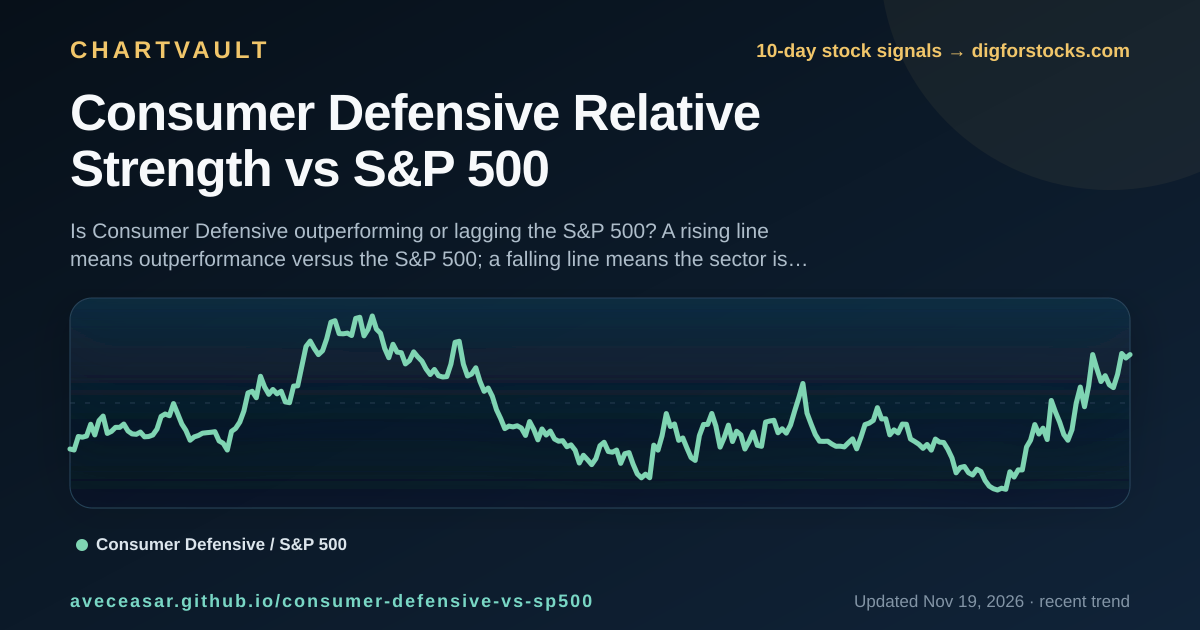 CHARTVAULT
10-day stock signals → digforstocks.com
Consumer Defensive Relative
Strength vs S&P 500
Is Consumer Defensive outperforming or lagging the S&P 500? A rising line
means outperformance versus the S&P 500; a falling line means the sector is…
Consumer Defensive / S&P 500
aveceasar.github.io/consumer-defensive-vs-sp500
Updated Nov 19, 2026 · recent trend